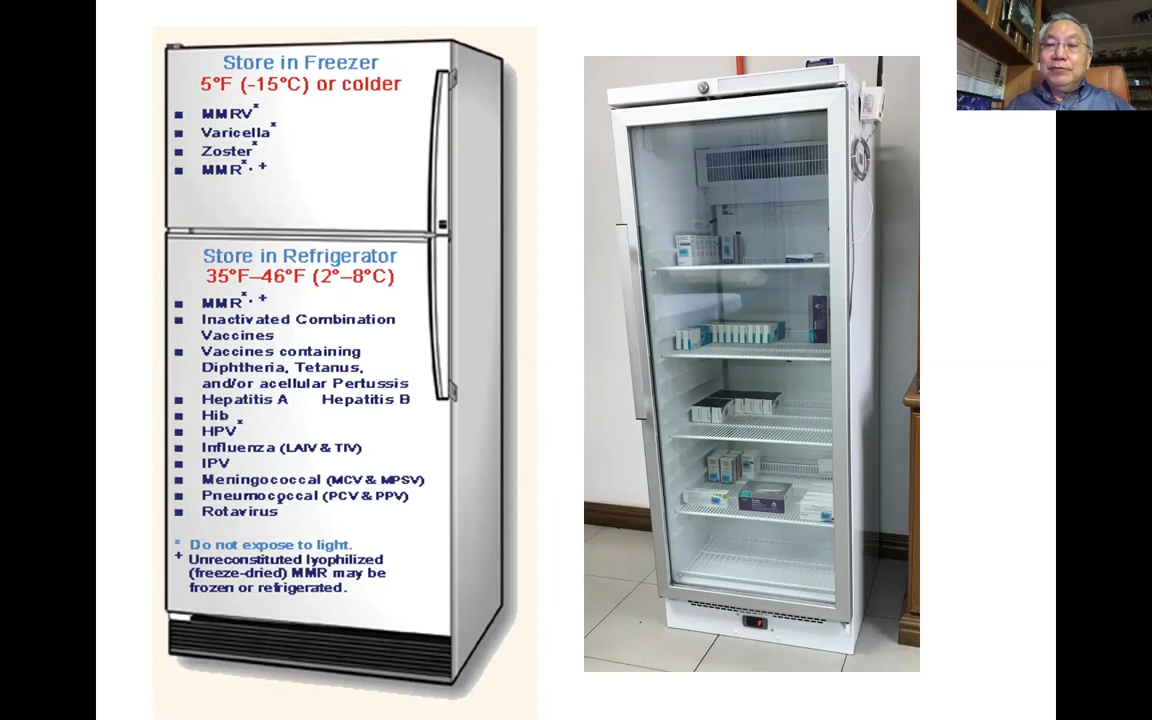 Store in Freezer
5°F (-15°C) or colder
■ MMRV*
■ Varicella*
■ Zoster*
■ MMR*·+
Store in Refrigerator
35°F–46°F (2°–8°C)
■ MMR*·+
■ Inactivated Combination
Vaccines
■ Vaccines containing
Diphtheria, Tetanus,
and/or acellular Pertussis
■ Hepatitis A Hepatitis B
■ Hib
■ HPV*
■ Influenza (LAIV & TIV)
■ IPV
■ Meningococcal (MCV & MPSV)
■ Pneumococcal (PCV & PPV)
■ Rotavirus
* Do not expose to light.
+ Unreconstituted lyophilized
(freeze-dried) MMR may be
frozen or refrigerated.